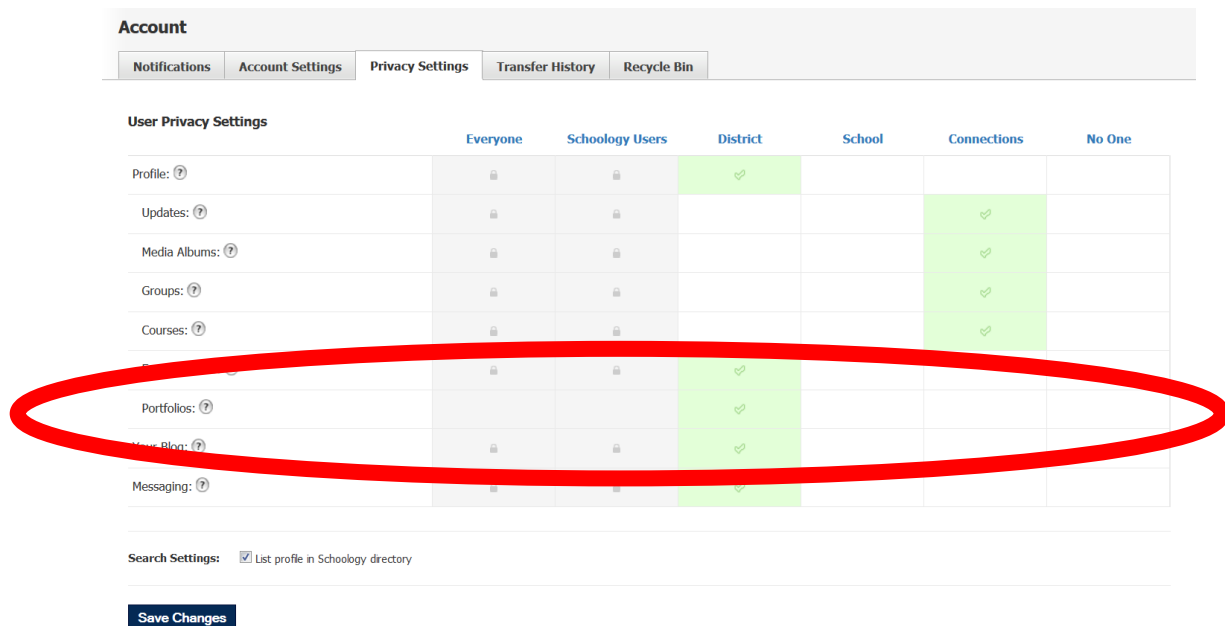 Account
Notifications Account Settings Privacy Settings Transfer History Recycle Bin
User Privacy Settings
Everyone Schoology Users District School Connections No One
Profile: ?
Updates: ?
Media Albums: ?
Groups: ?
Courses: ?
Portfolios: ?
Your Blog: ?
Messaging: ?
Search Settings: List profile in Schoology directory
Save Changes